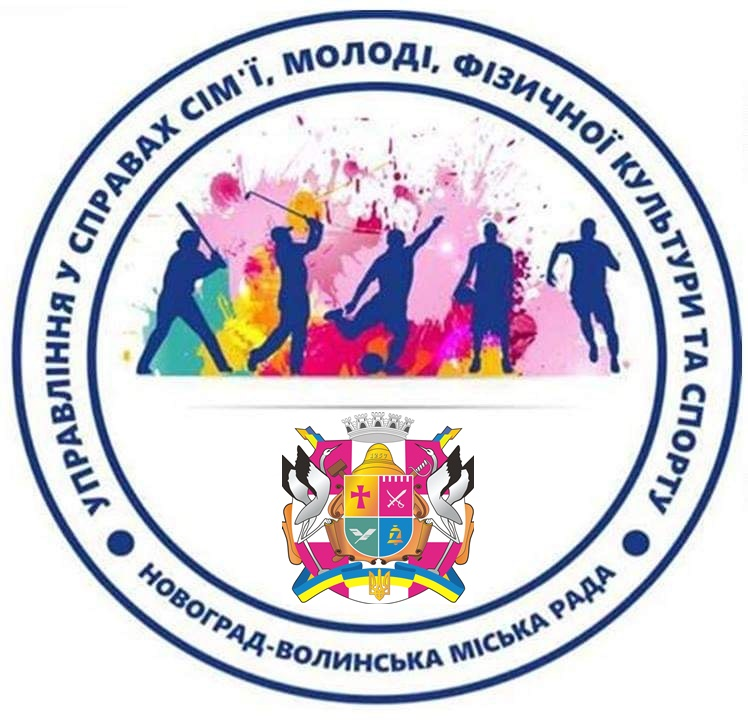 УПРАВЛІННЯ У СПРАВАХ СІМ'Ї, МОЛОДІ, ФІЗИЧНОЇ КУЛЬТУРИ ТА СПОРТУ
НОВОГРАД-ВОЛИНСЬКА МІСЬКА РАДА